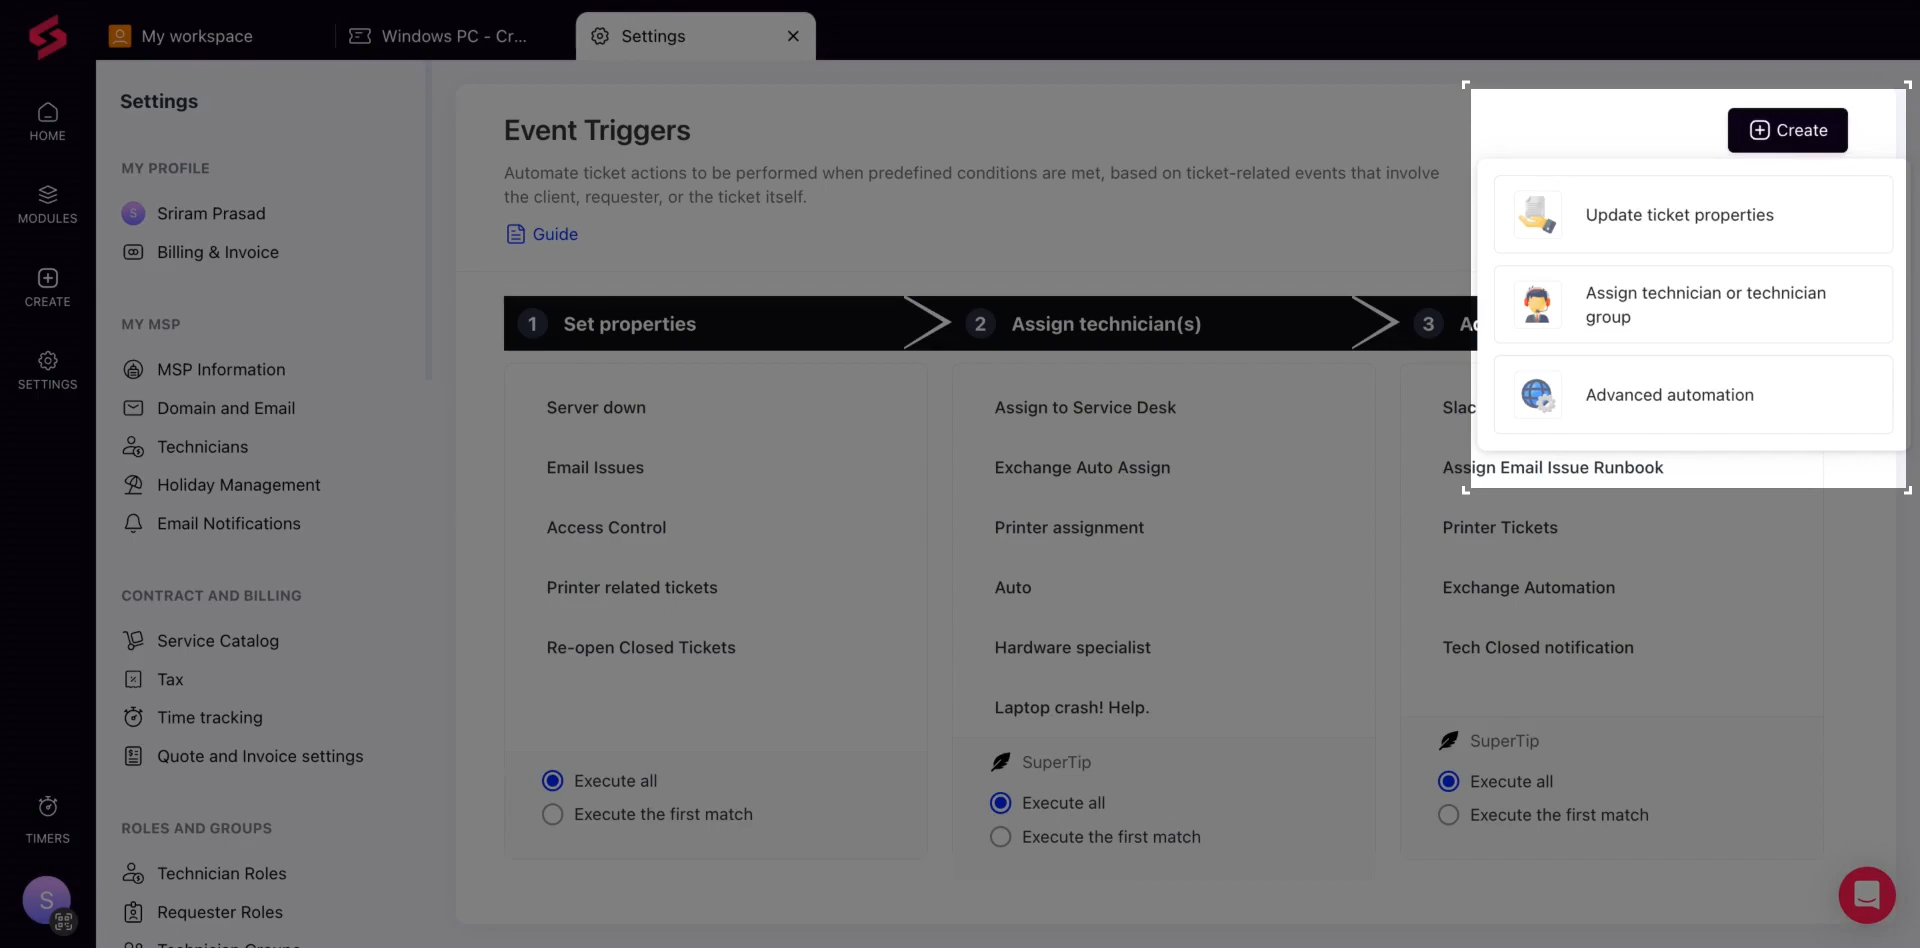 My workspace
Windows PC - Cr...
Settings
HOME
MODULES
CREATE
SETTINGS
TIMERS
S
Settings
MY PROFILE
S
Sriram Prasad
Billing & Invoice
MY MSP
MSP Information
Domain and Email
Technicians
Holiday Management
Email Notifications
CONTRACT AND BILLING
Service Catalog
Tax
Time tracking
Quote and Invoice settings
ROLES AND GROUPS
Technician Roles
Requester Roles
Event Triggers
Automate ticket actions to be performed when predefined conditions are met, based on ticket-related events that involve
the client, requester, or the ticket itself.
Guide
Create
Update ticket properties
Assign technician or technician
group
Advanced automation
1 Set properties
Server down
Email Issues
Access Control
Printer related tickets
Re-open Closed Tickets
Execute all
Execute the first match
2 Assign technician(s)
Assign to Service Desk
Exchange Auto Assign
Printer assignment
Auto
Hardware specialist
Laptop crash! Help.
SuperTip
Execute all
Execute the first match
3
Slac
Assign Email Issue Runbook
Printer Tickets
Exchange Automation
Tech Closed notification
SuperTip
Execute all
Execute the first match